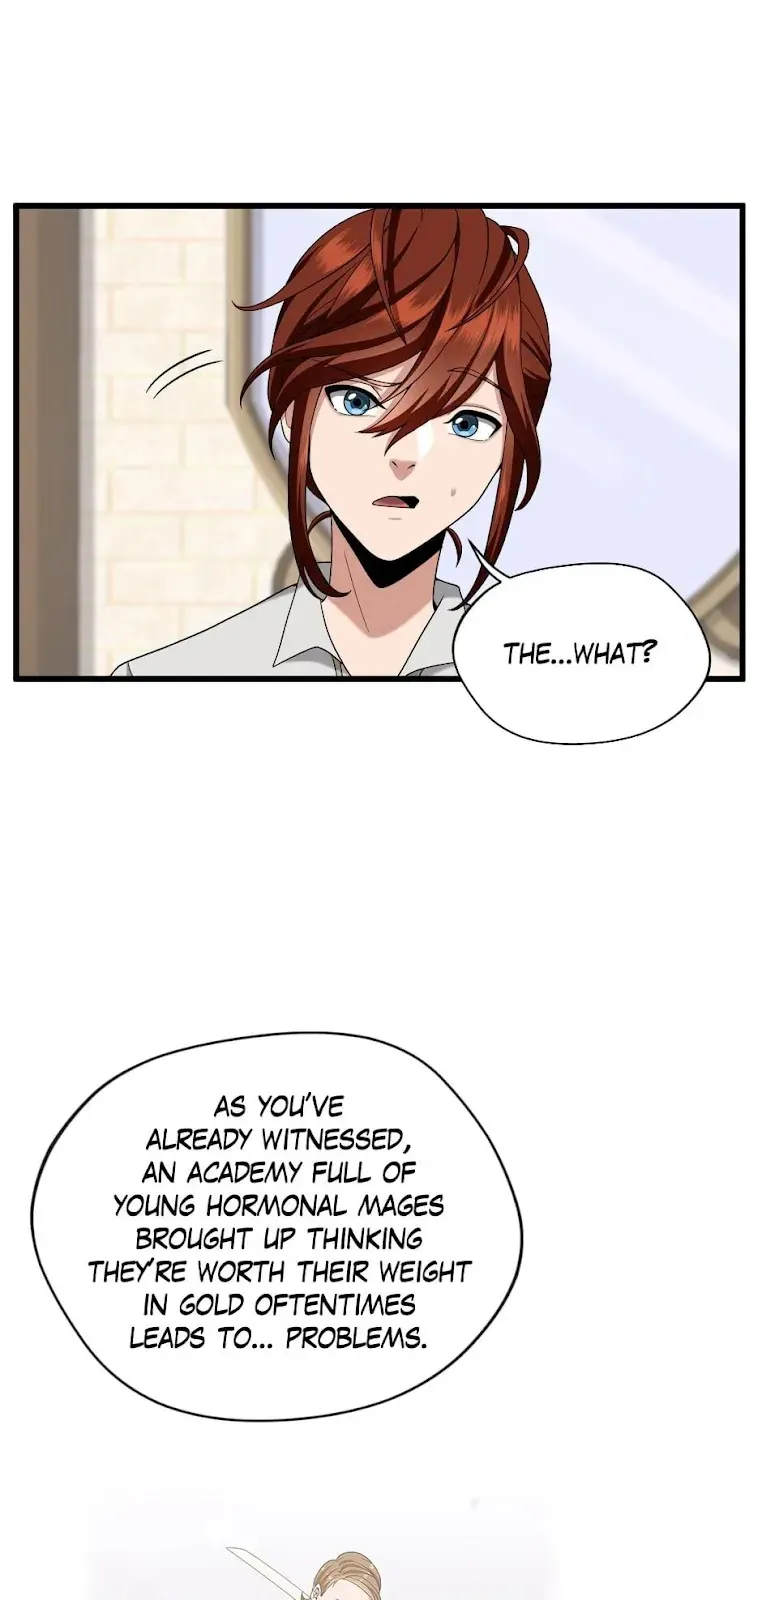 THE...WHAT?
AS YOU'VE
ALREADY WITNESSED,
AN ACADEMY FULL OF
YOUNG HORMONAL MAGES
BROUGHT UP THINKING
THEY'RE WORTH THEIR WEIGHT
IN GOLD OFTENTIMES
LEADS TO... PROBLEMS.